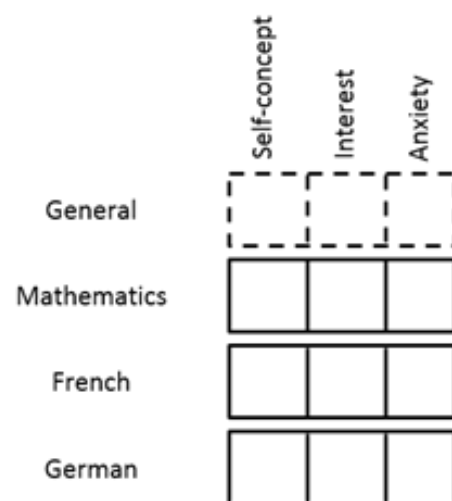 Self-concept
Interest
Anxiety
General
Mathematics
French
German